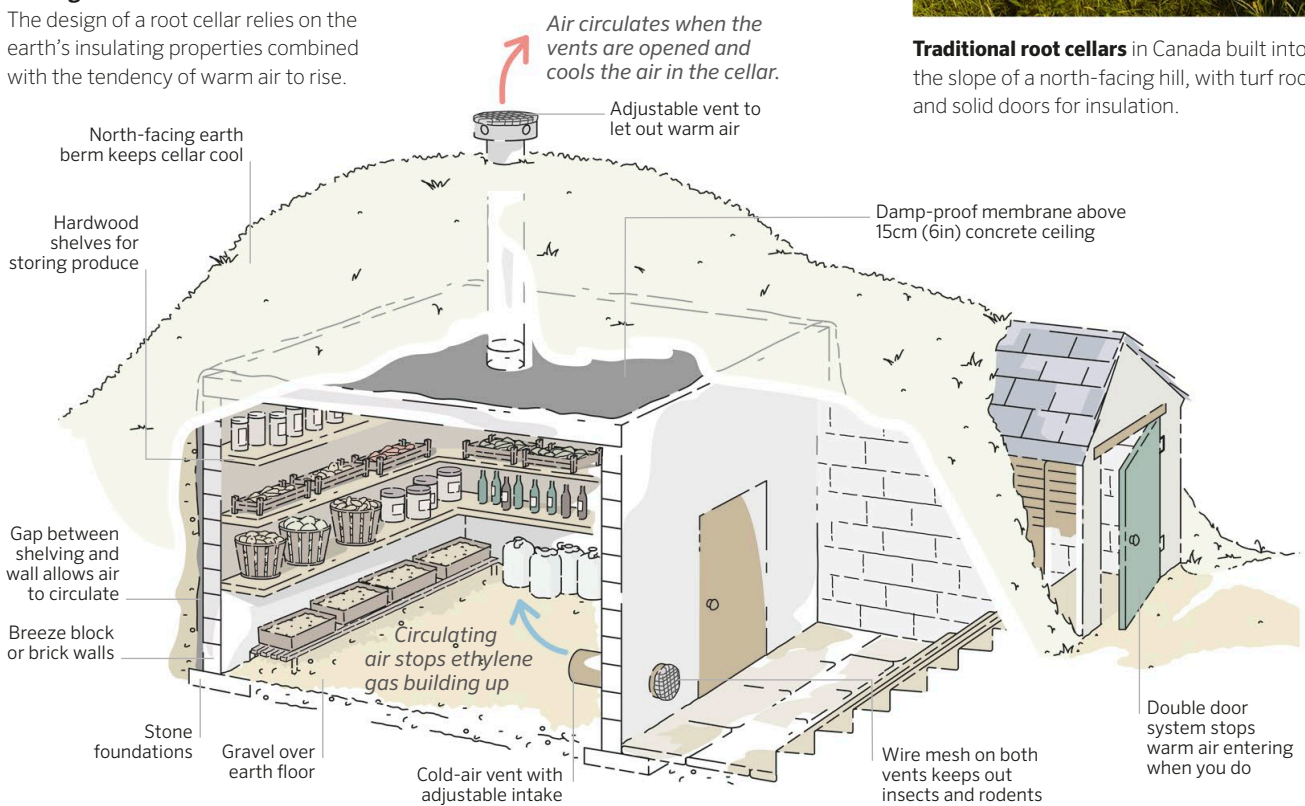 The design of a root cellar relies on the
earth’s insulating properties combined
with the tendency of warm air to rise.
Air circulates when the
vents are opened and
cools the air in the cellar.
Traditional root cellars in Canada built into
the slope of a north-facing hill, with turf roo
and solid doors for insulation.
Adjustable vent to
let out warm air
North-facing earth
berm keeps cellar cool
Hardwood
shelves for
storing produce
Damp-proof membrane above
15cm (6in) concrete ceiling
Gap between
shelving and
wall allows air
to circulate
Breeze block
or brick walls
Circulating
air stops ethylene
gas building up
Stone
foundations
Gravel over
earth floor
Cold-air vent with
adjustable intake
Wire mesh on both
vents keeps out
insects and rodents
Double door
system stops
warm air entering
when you do